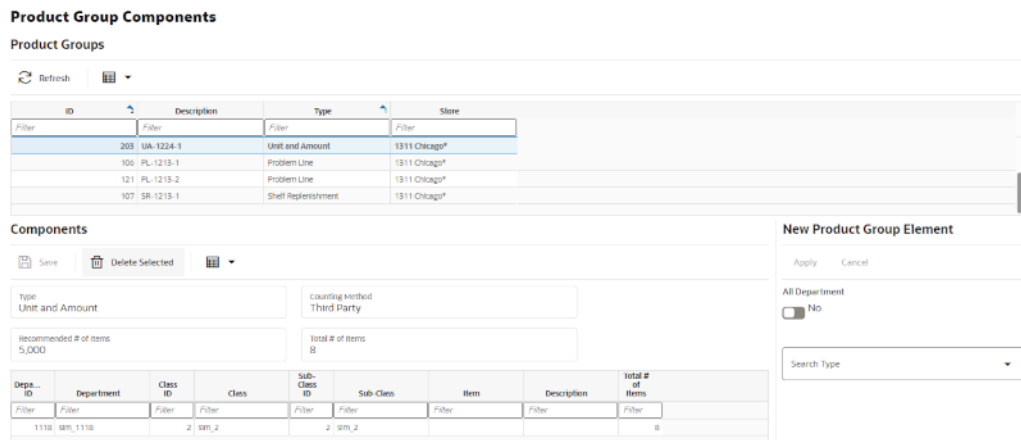 Product Group Components
Product Groups
Refresh
ID Description Type Store
Filter Filter Filter Filter
203 UA-1224-1 Unit and Amount 1311 Chicago*
106 PL-1213-1 Problem Line 1311 Chicago*
121 PL-1213-2 Problem Line 1311 Chicago*
107 SR-1213-1 Shelf Replenishment 1311 Chicago*
Components
Save Delete Selected
Type
Unit and Amount
Counting Method
Third Party
Recommended # of Items
5,000
Total # of Items
8
Depa... ID Department Class ID Class Sub-Class ID Sub-Class Item Description Total # of Items
Filter Filter Filter Filter Filter Filter Filter Filter Filter
1118 sim_1118 2 sim_2 2 sim_2 8
New Product Group Element
Apply Cancel
All Department
No
Search Type